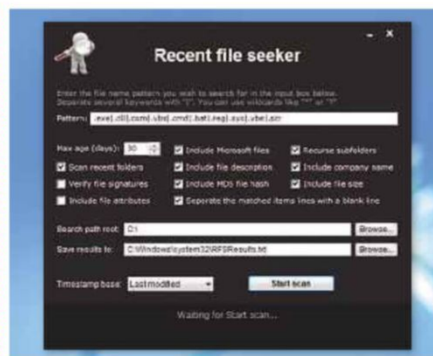 Recent file seeker
Enter the file name pattern you wish to search for in the input box below.
Separate several keywords with "|". You can use wildcards like "*" or "?"
Pattern: .exe|.dll|.com|.vbs|.cmd|.bat|.reg|.sys|.vbe|.scr
Max age (days): 30 Include Microsoft files Recurse subfolders
Scan recent folders Include file description Include company name
Verify file signatures Include MD5 file hash Include file size
Include file attributes Separate the matched items lines with a blank line
Search path root: C:\ Browse...
Save results to: C:\Windows\system32\RFSResults.txt Browse...
Timestamp base: Last modified Start scan
Waiting for Start scan...